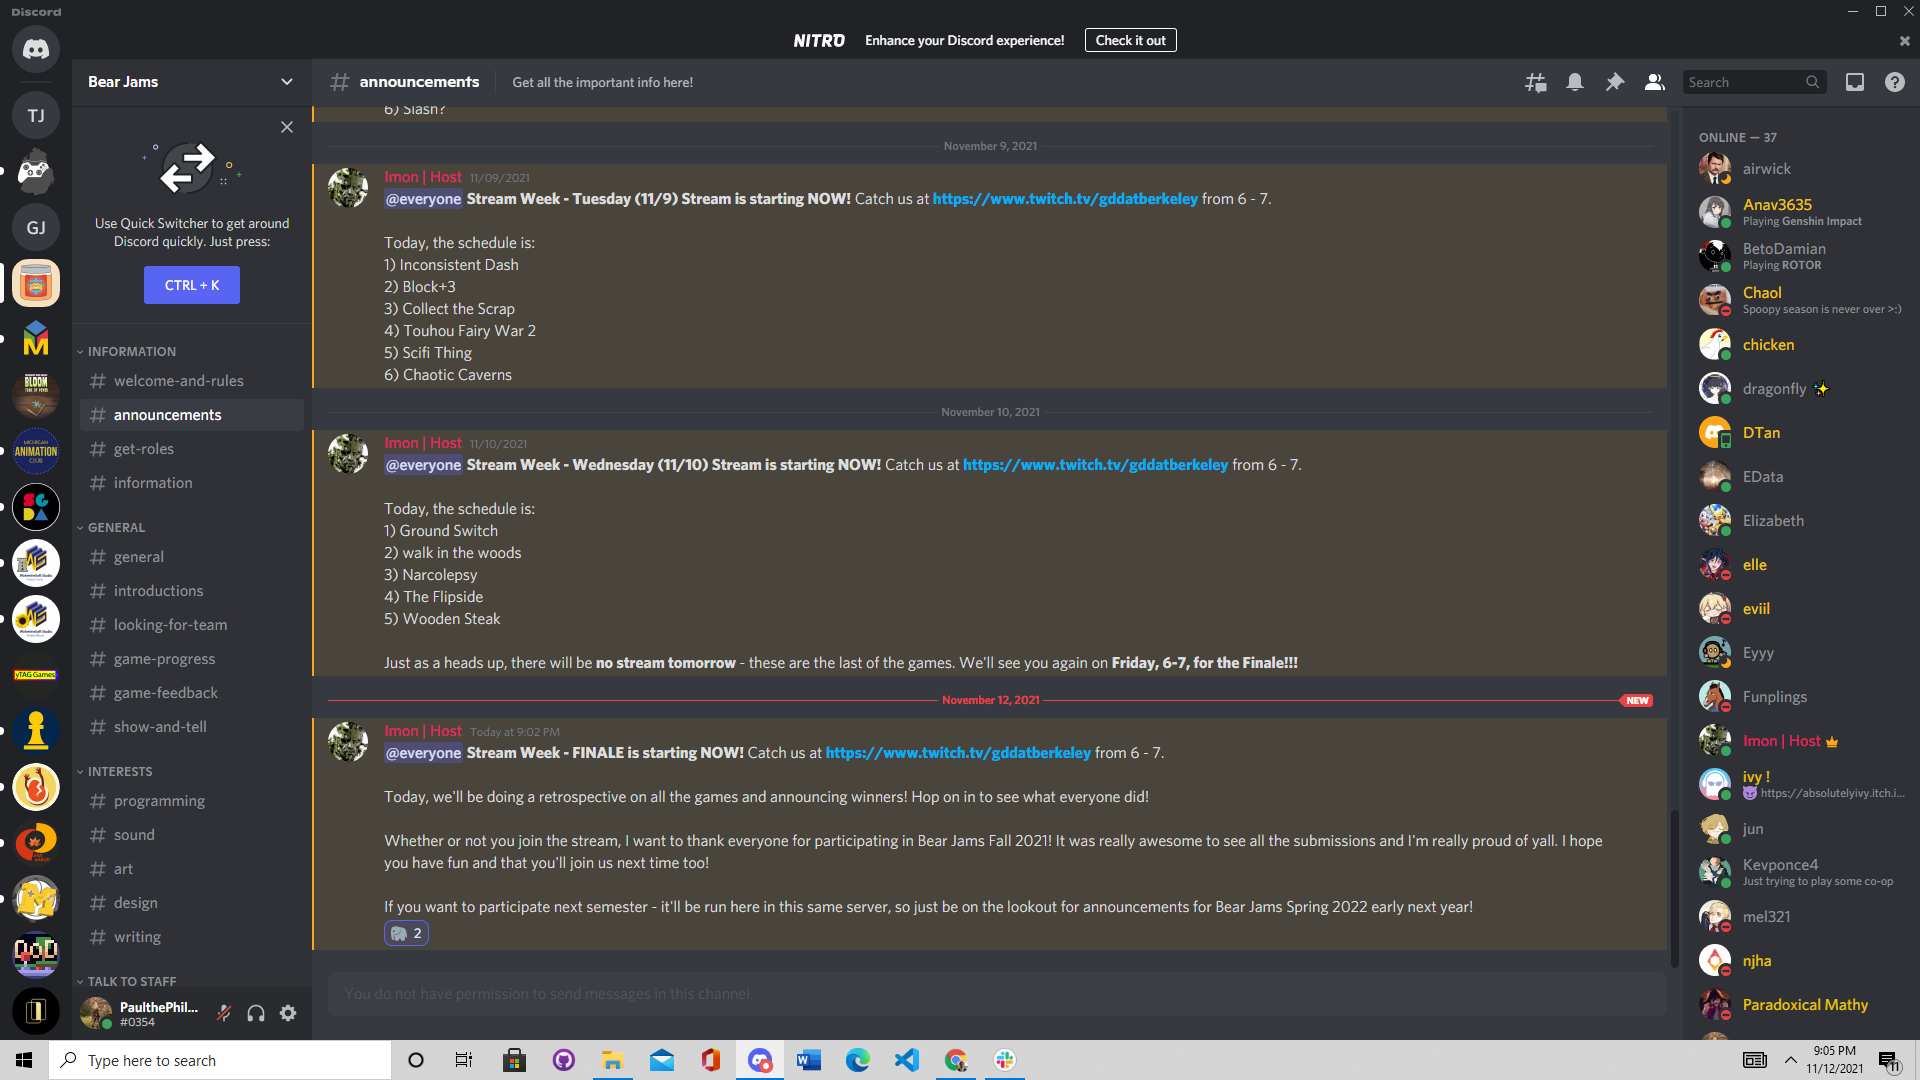 Discord
NITRO Enhance your Discord experience! Check it out
TJ
GJ
BLOOM
MICHIGAN ANIMATION CLUB
SGDA
yTAG Games
Bear Jams
Use Quick Switcher to get around
Discord quickly. Just press:
CTRL + K
INFORMATION
welcome-and-rules
announcements
get-roles
information
GENERAL
general
introductions
looking-for-team
game-progress
game-feedback
show-and-tell
INTERESTS
programming
sound
art
design
writing
TALK TO STAFF
PaulthePhil...
#0354
# announcements Get all the important info here!
Search
6) Slash?
November 9, 2021
Imon | Host 11/09/2021
@everyone Stream Week - Tuesday (11/9) Stream is starting NOW! Catch us at https://www.twitch.tv/gddatberkeley from 6 - 7.
Today, the schedule is:
1) Inconsistent Dash
2) Block+3
3) Collect the Scrap
4) Touhou Fairy War 2
5) Scifi Thing
6) Chaotic Caverns
November 10, 2021
Imon | Host 11/10/2021
@everyone Stream Week - Wednesday (11/10) Stream is starting NOW! Catch us at https://www.twitch.tv/gddatberkeley from 6 - 7.
Today, the schedule is:
1) Ground Switch
2) walk in the woods
3) Narcolepsy
4) The Flipside
5) Wooden Steak
Just as a heads up, there will be no stream tomorrow - these are the last of the games. We'll see you again on Friday, 6-7, for the Finale!!!
November 12, 2021 NEW
Imon | Host Today at 9:02 PM
@everyone Stream Week - FINALE is starting NOW! Catch us at https://www.twitch.tv/gddatberkeley from 6 - 7.
Today, we'll be doing a retrospective on all the games and announcing winners! Hop on in to see what everyone did!
Whether or not you join the stream, I want to thank everyone for participating in Bear Jams Fall 2021! It was really awesome to see all the submissions and I'm really proud of yall. I hope
you have fun and that you'll join us next time too!
If you want to participate next semester - it'll be run here in this same server, so just be on the lookout for announcements for Bear Jams Spring 2022 early next year!
2
You do not have permission to send messages in this channel.
ONLINE — 37
airwick
Anav3635
Playing Genshin Impact
BetoDamian
Playing ROTOR
Chaol
Spoopy season is never over >:)
chicken
dragonfly
DTan
EData
Elizabeth
elle
eviil
Eyyy
Funplings
Imon | Host
ivy !
https://absolutelyivy.itch.i...
jun
Kevponce4
Just trying to play some co-op
mel321
njha
Paradoxical Mathy
Type here to search
9:05 PM
11/12/2021
11